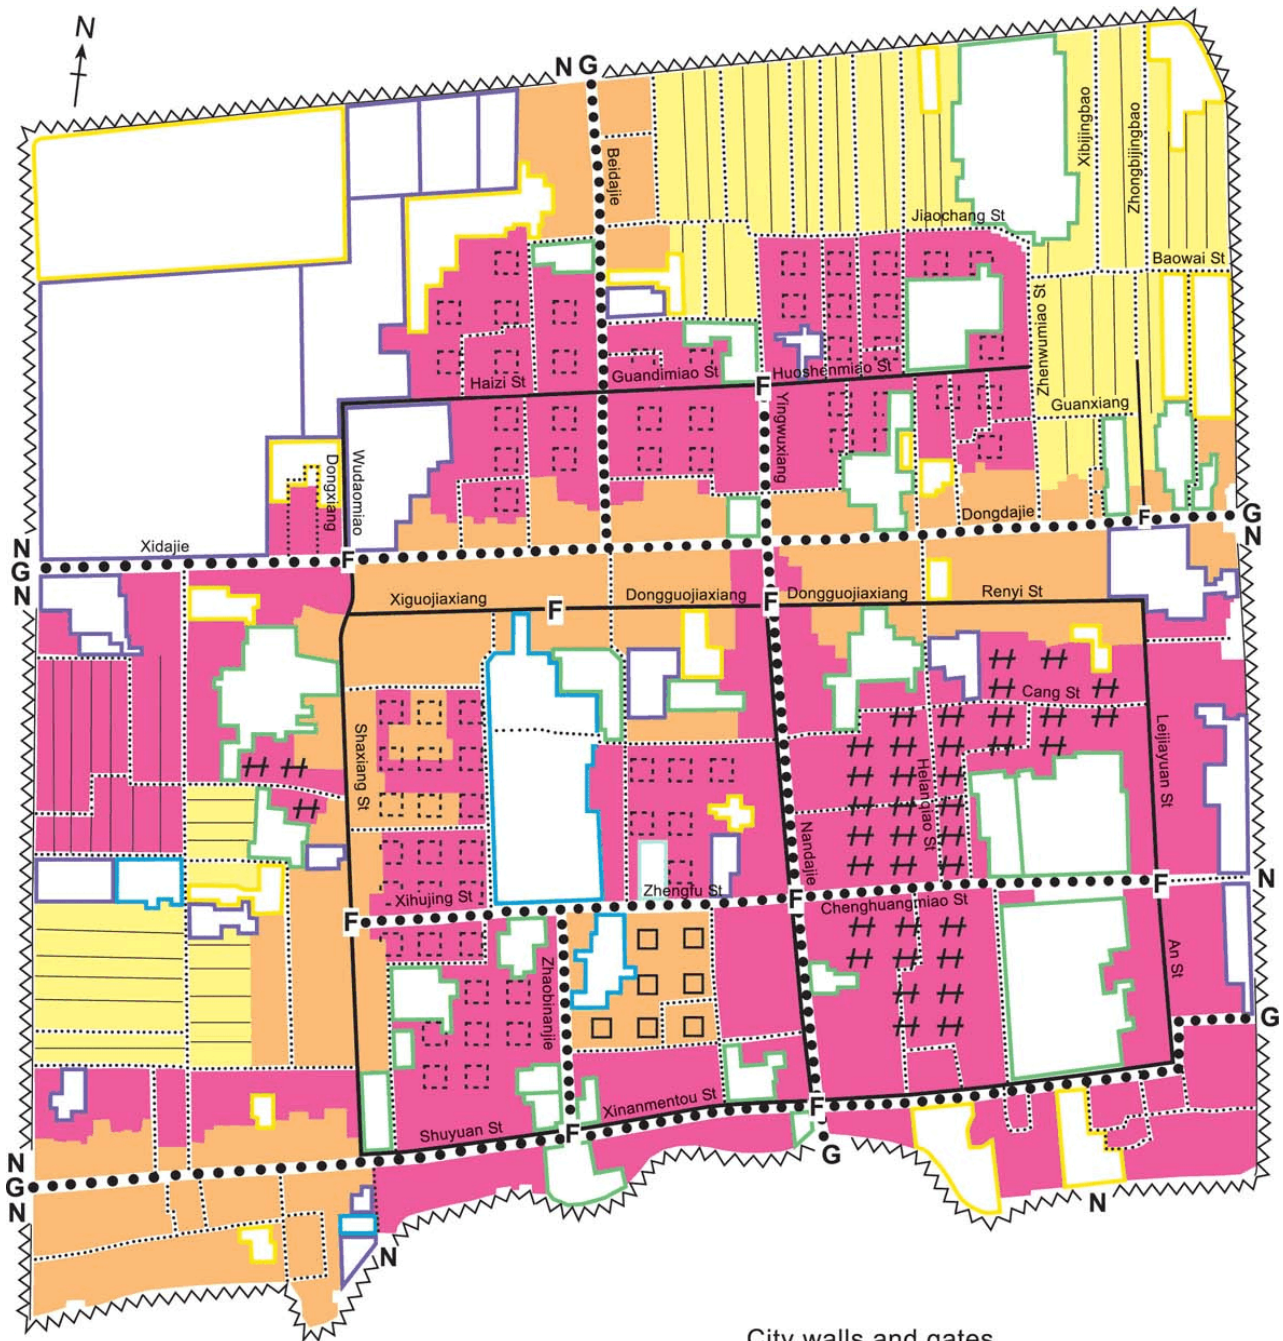 N
N G
Xibijingbao
Zhongbijingbao
Beidajie
Jiaochang St
Baowai St
Zhenwumiao St
Huoshenmiao St
Guandimiao St
Haizi St
F
Yingwuxiang
Guanxiang
Dongxiang
Wudaomiao
Dongdajie
F
G
N
Xidajie
N
G
N
F
Xiguojiaxiang
F
Dongguojiaxiang
F
Dongguojiaxiang
Renyi St
Cang St
Shaxiang St
Leijiayuan St
Heianqiao St
Nandajie
Zhengfu St
Xihujing St
F
F
Chenghuangmiao St
F
N
Zhaobinanjie
An St
G
Xinanmentou St
Shuyuan St
F
F
G
N
G
N
N
N
City walls and gates